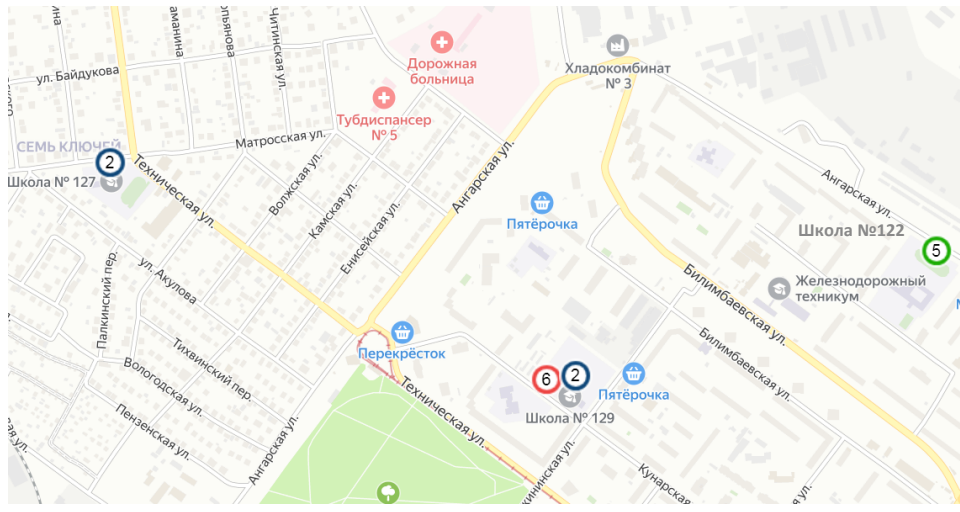 Читинская ул.
Дорожная
больница
Хладокомбинат
№ 3
ул. Байдукова
Тубдиспансер
№ 5
Матросская ул.
СЕМЬ КЛЮЧЕЙ
2
Школа № 127
Техническая ул.
Волжская ул.
Камская ул.
Енисейская ул.
Ангарская ул.
Пятёрочка
Ангарская ул.
Школа №122
5
Железнодорожный
техникум
Билимбаевская ул.
Билимбаевская ул.
Палкинский пер.
ул. Акулова
Тихвинский пер.
Вологодская ул.
Пензенская ул.
Ангарская ул.
Перекрёсток
Техническая ул.
6
2
Школа № 129
Пятёрочка
Кунарская